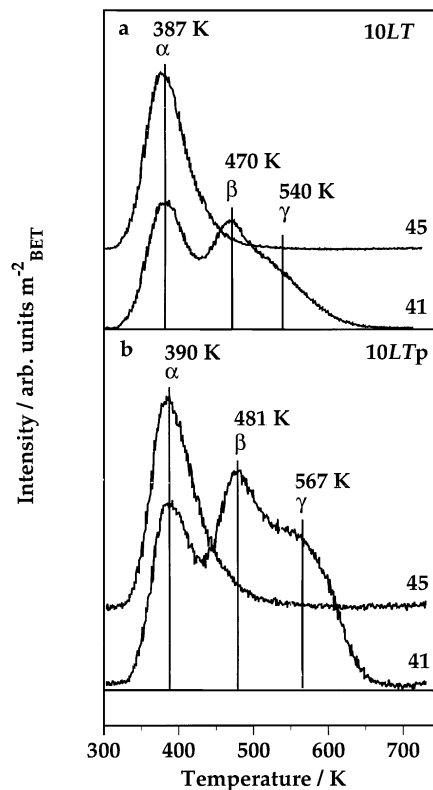 a 387 K 10LT
α
470 K
β
540 K
γ
45
41
b 390 K 10LTp
α
481 K
β
567 K
γ
45
41
Intensity / arb. units m⁻²BET
300 400 500 600 700
Temperature / K